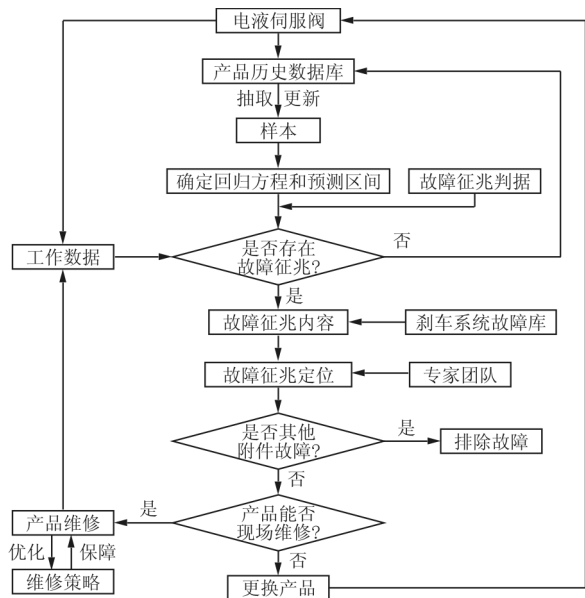 电液伺服阀
产品历史数据库
抽取 更新
样本
确定回归方程和预测区间
故障征兆判据
工作数据
是否存在
故障征兆?
否
是
故障征兆内容
刹车系统故障库
故障征兆定位
专家团队
是否其他
附件故障?
是
排除故障
否
产品维修
是
产品能否
现场维修?
优化
保障
否
维修策略
更换产品